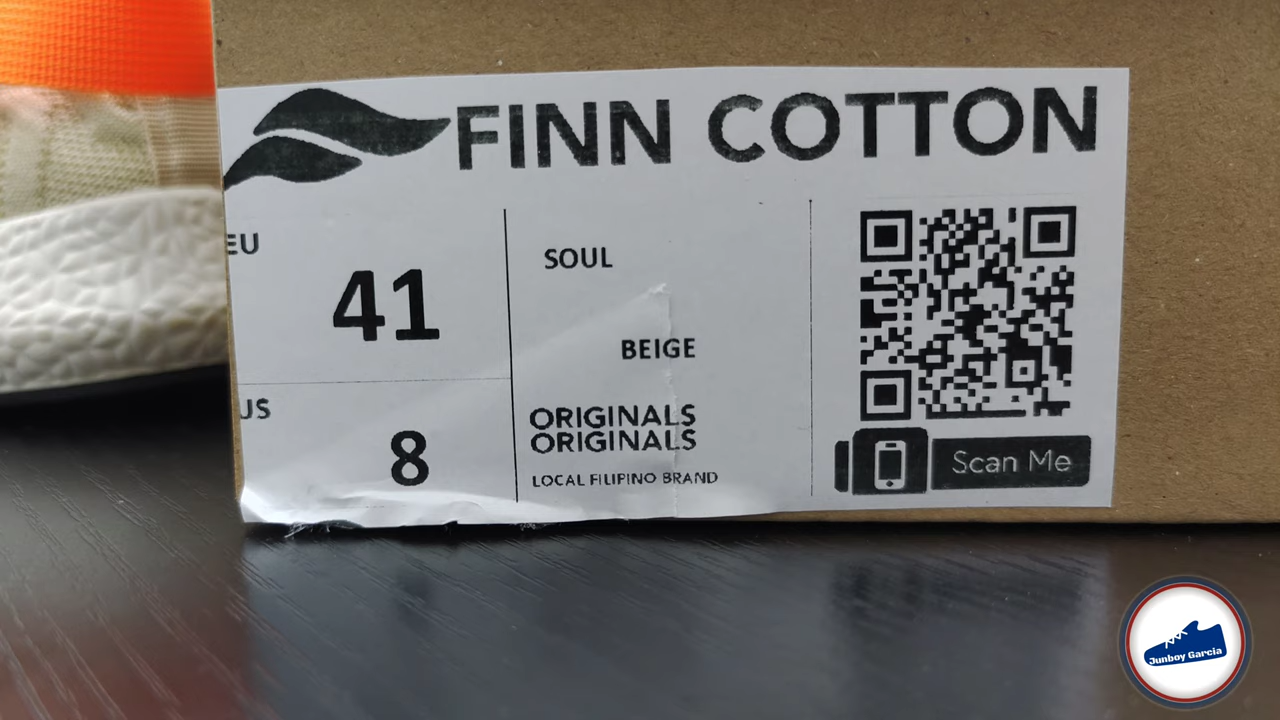 FINN COTTON
EU
41
US
8
SOUL
BEIGE
ORIGINALS
ORIGINALS
LOCAL FILIPINO BRAND
Scan Me
Junboy Garcia